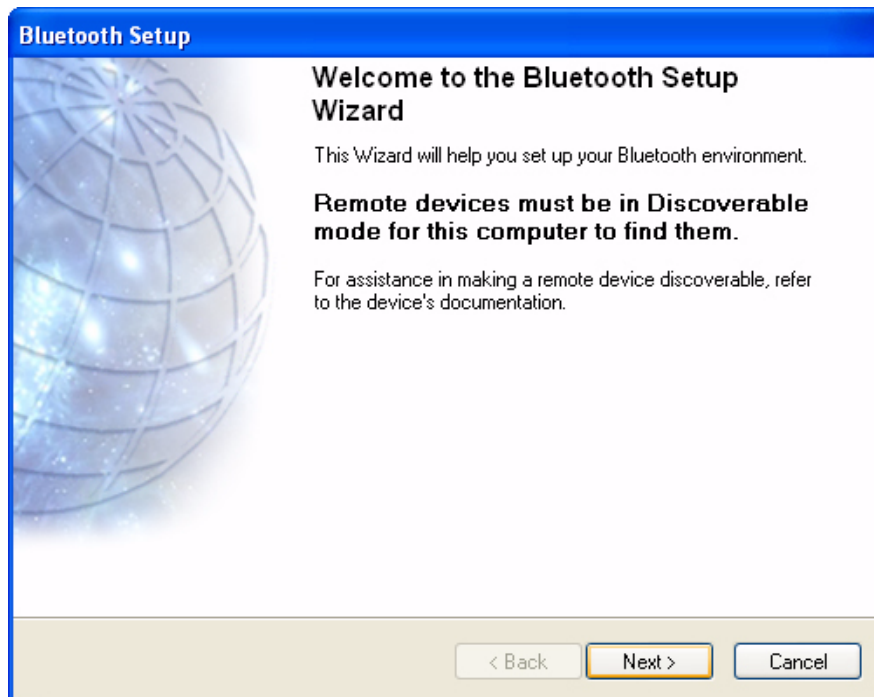 Bluetooth Setup
Welcome to the Bluetooth Setup
Wizard
This Wizard will help you set up your Bluetooth environment.
Remote devices must be in Discoverable
mode for this computer to find them.
For assistance in making a remote device discoverable, refer
to the device's documentation.
< Back Next > Cancel